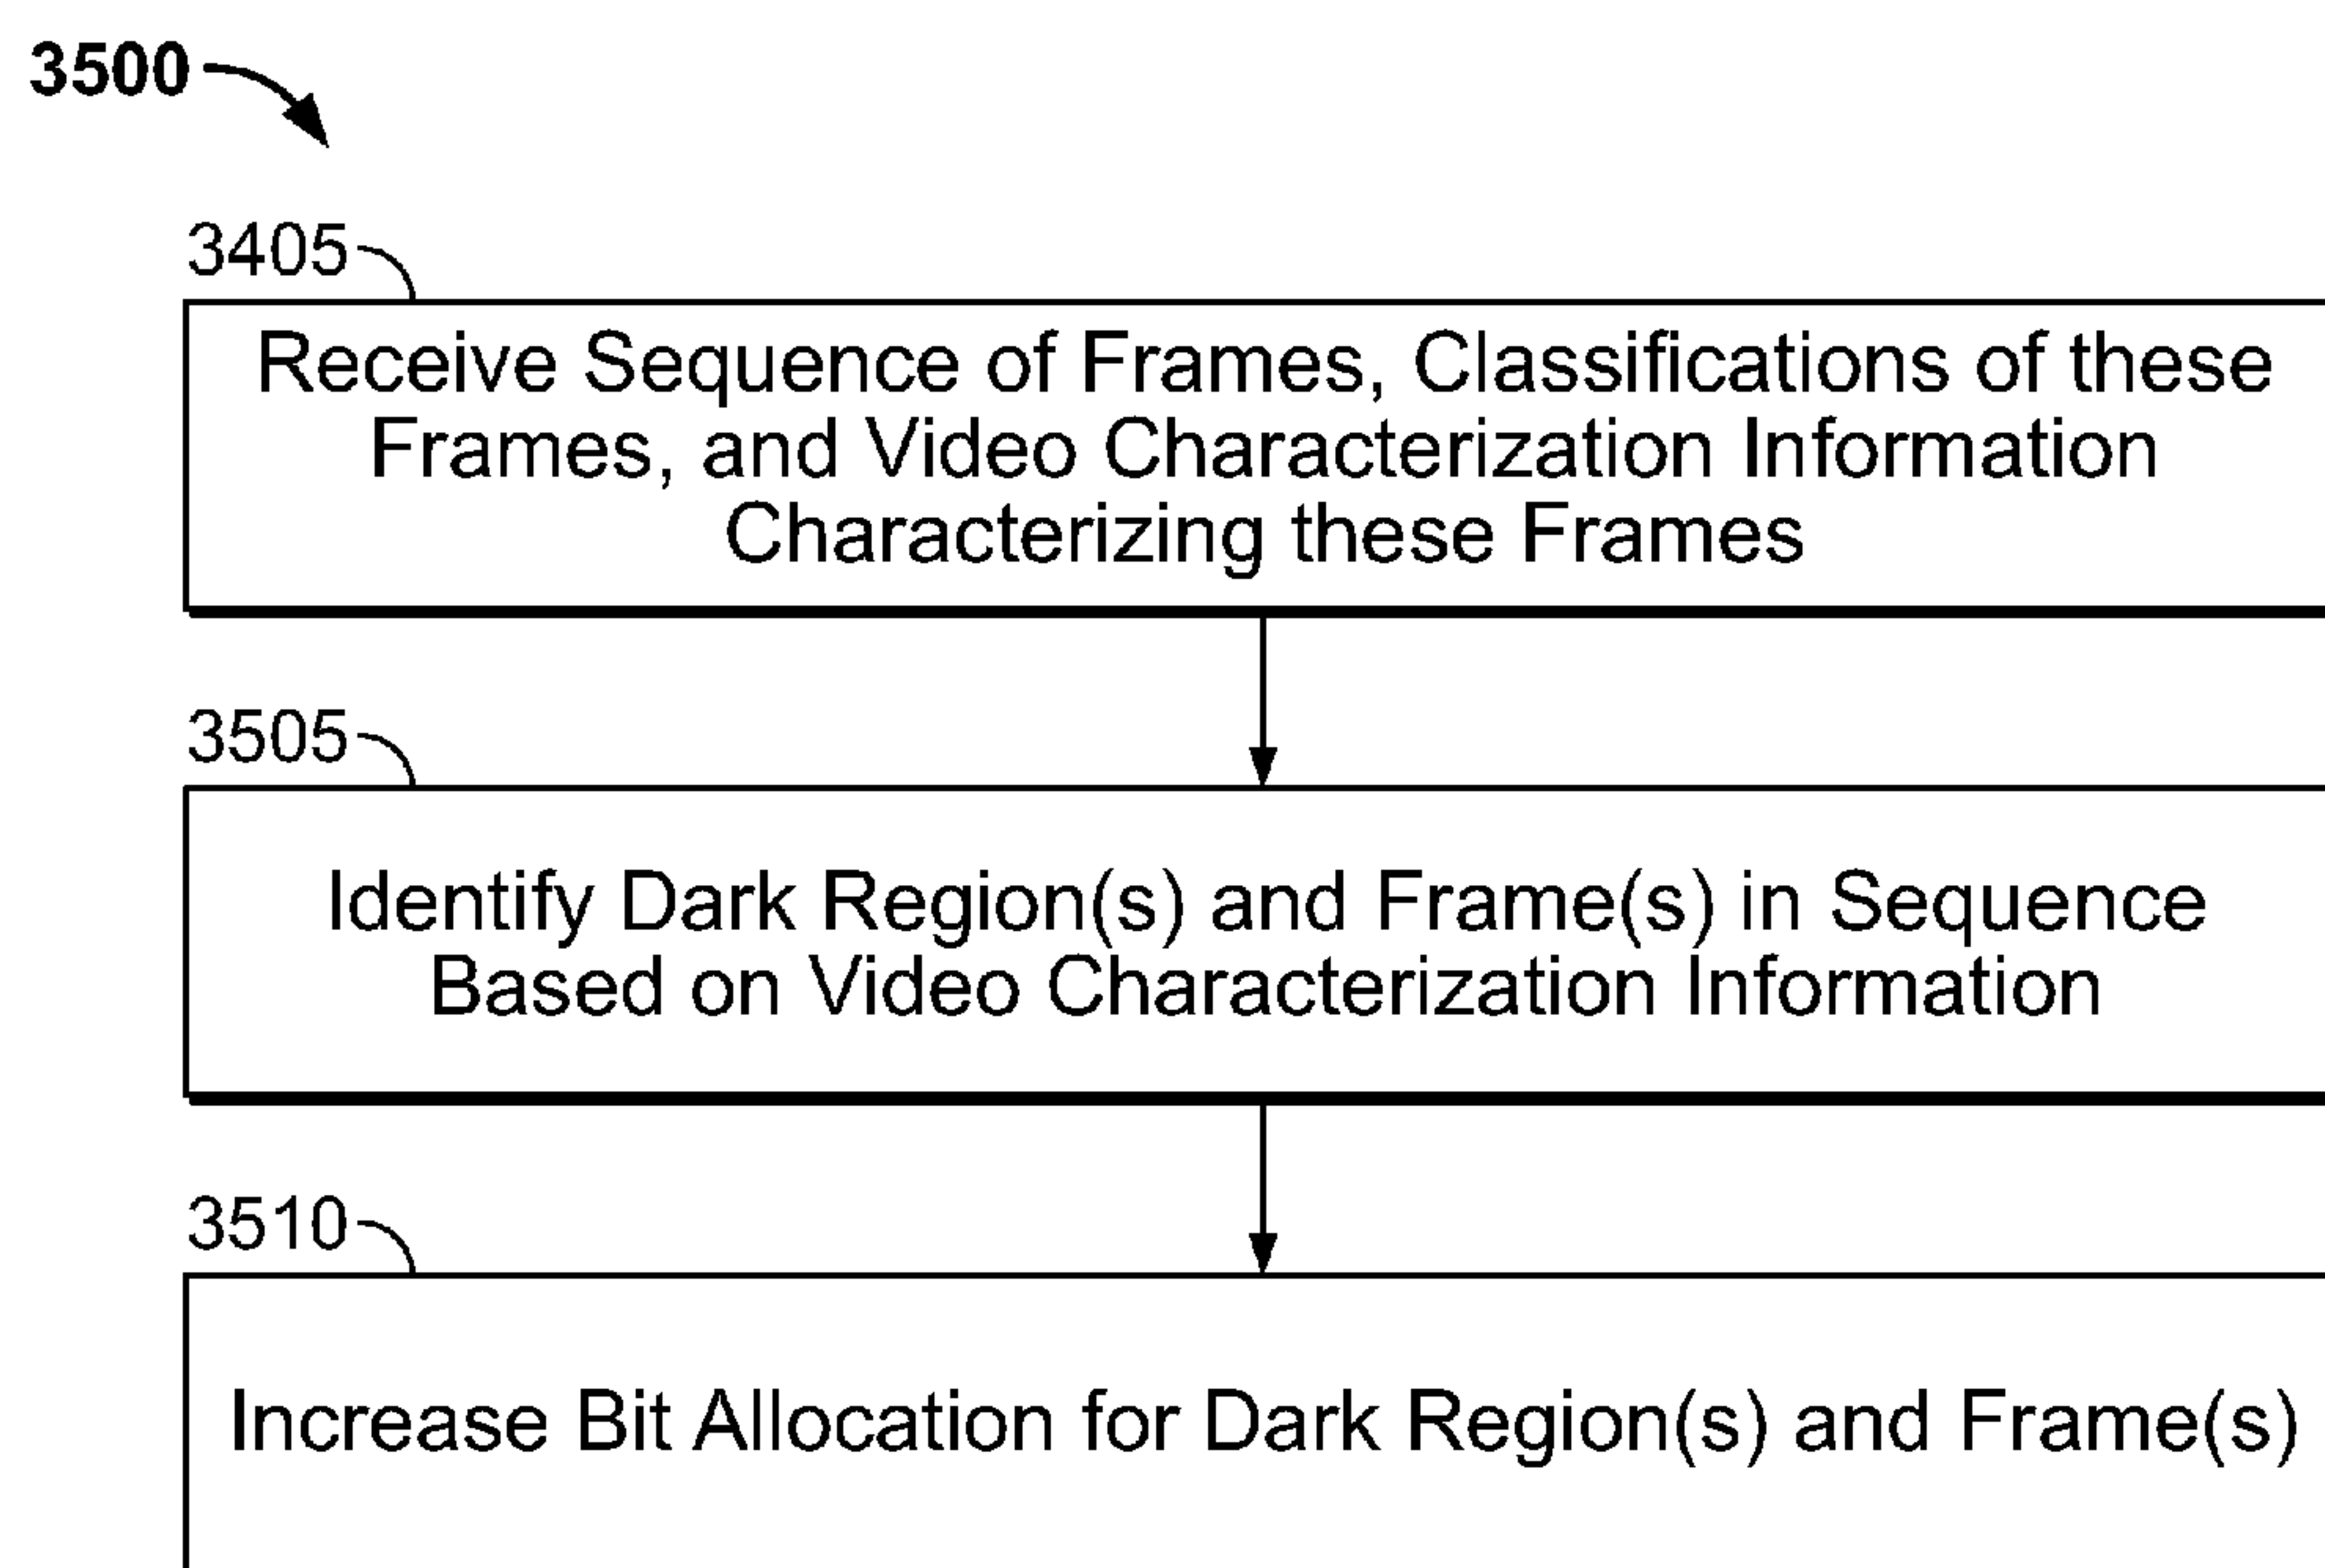 3500
3405
Receive Sequence of Frames, Classifications of these
Frames, and Video Characterization Information
Characterizing these Frames
3505
Identify Dark Region(s) and Frame(s) in Sequence
Based on Video Characterization Information
3510
Increase Bit Allocation for Dark Region(s) and Frame(s)